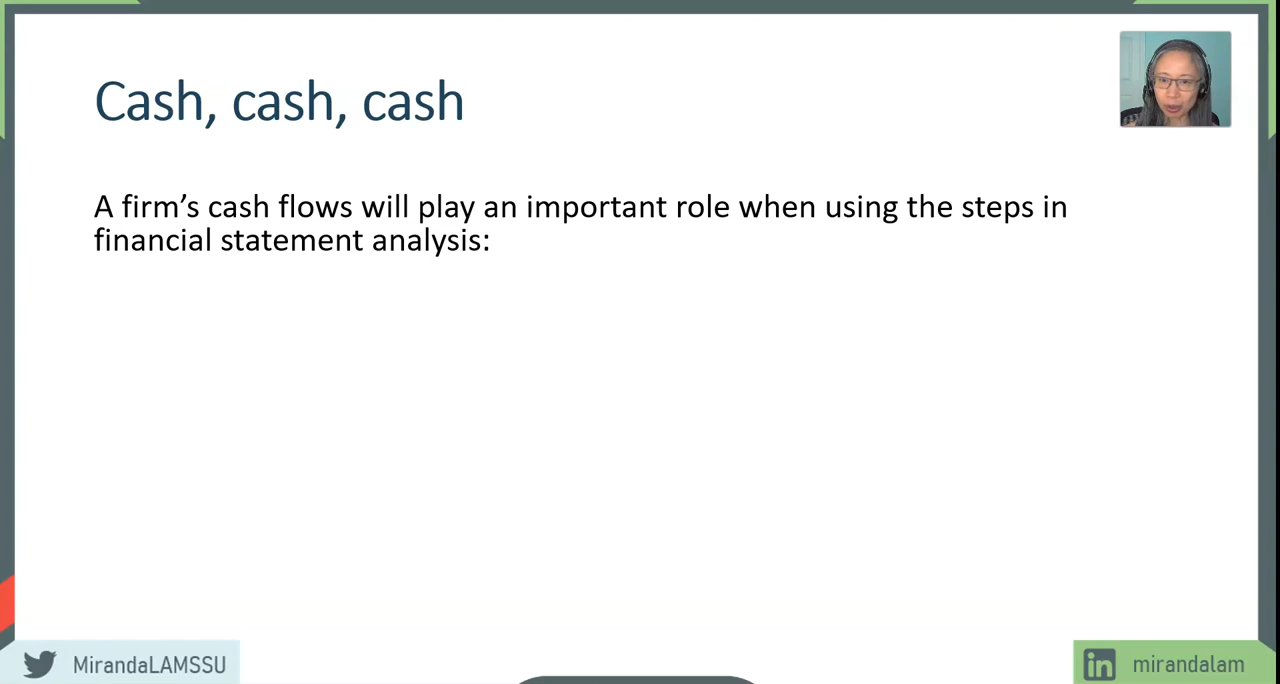 Cash, cash, cash
A firm’s cash flows will play an important role when using the steps in
financial statement analysis:
MirandaLAMSSU
in mirandalam